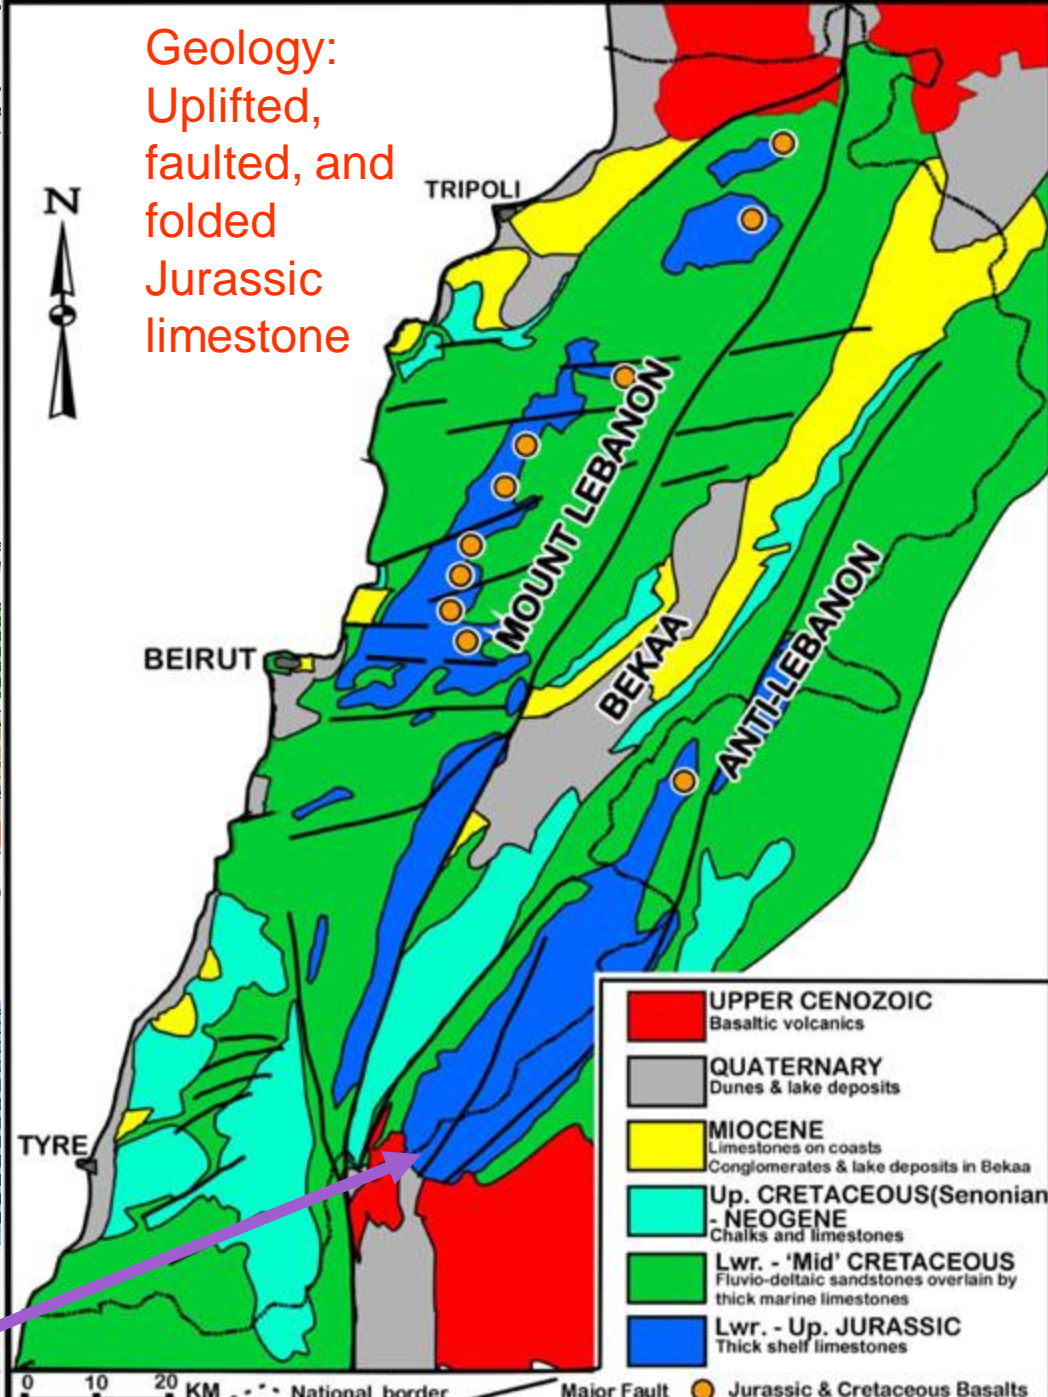 Geology:
Uplifted,
faulted, and
folded
Jurassic
limestone
N
TRIPOLI
MOUNT LEBANON
BEIRUT
BEKAA
ANTI-LEBANON
TYRE
UPPER CENOZOIC
Basaltic volcanics
QUATERNARY
Dunes & lake deposits
MIOCENE
Limestones on coasts
Conglomerates & lake deposits in Bekaa
Up. CRETACEOUS(Senonian
- NEOGENE
Chalks and limestones
Lwr. - 'Mid' CRETACEOUS
Fluvio-deltaic sandstones overlain by
thick marine limestones
Lwr. - Up. JURASSIC
Thick shelf limestones
0 10 20 KM National border Major Fault Jurassic & Cretaceous Basalts